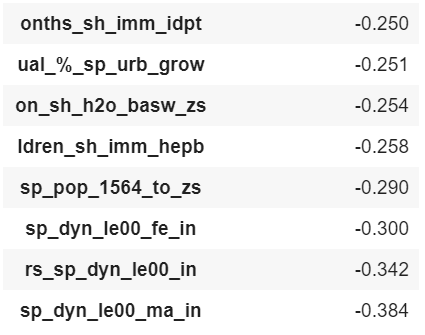 onths_sh_imm_idpt -0.250
ual_%_sp_urb_grow -0.251
on_sh_h2o_basw_zs -0.254
ldren_sh_imm_hepb -0.258
sp_pop_1564_to_zs -0.290
sp_dyn_le00_fe_in -0.300
rs_sp_dyn_le00_in -0.342
sp_dyn_le00_ma_in -0.384